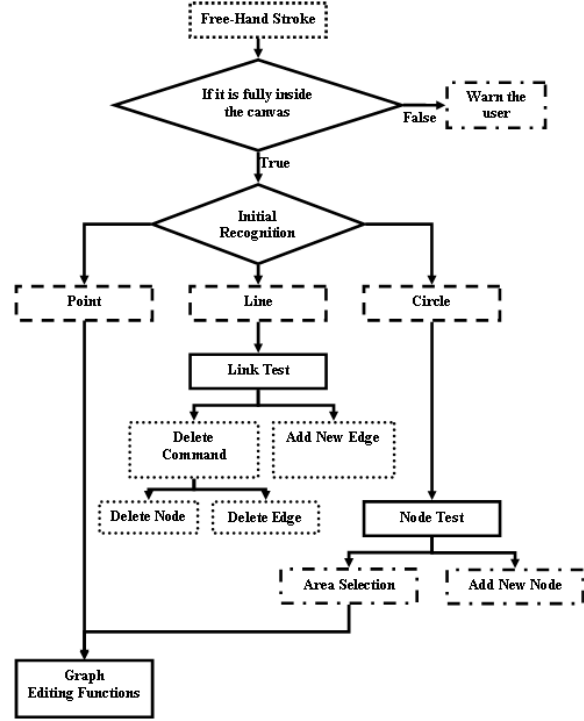 Free-Hand Stroke
If it is fully inside
the canvas
Warn the
user
False
True
Initial
Recognition
Point
Line
Circle
Link Test
Delete
Command
Add New Edge
Delete Node
Delete Edge
Node Test
Area Selection
Add New Node
Graph
Editing Functions